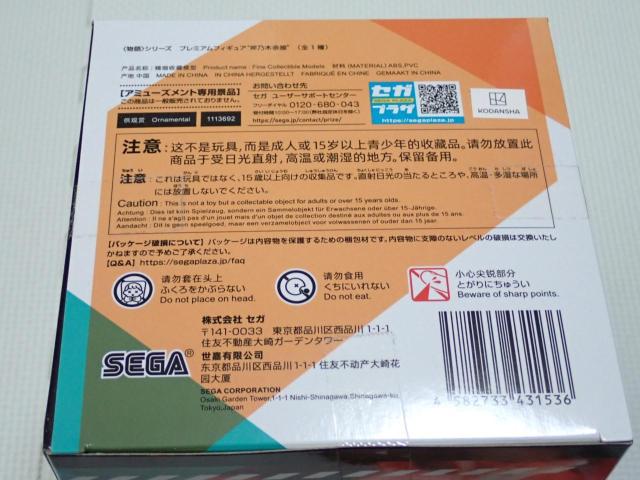 〈物語〉シリーズ プレミアムフィギュア"斧乃木余接" (全1種)
产品名称:精细收藏模型 Product name : Fine Collectible Models 材料 (MATERIAL) ABS,PVC
产地 中国 MADE IN CHINA IN CHINA HERGESTELLT FABRIQUÉ EN CHINE GEMAAKT IN CHINA
【アミューズメント専用景品】
この商品は一般販売されておりません。
供观赏 Ornamental 1113692
お問い合わせ先
セガ ユーザーサポートセンター
フリーダイヤル 0120-680-043
https://sega.jp/contact/prize/
セガ
プラザ
https://segaplaza.jp
KODANSHA
注意: 这不是玩具,而是成人或15岁以上青少年的收藏品。请勿放置此
商品于受日光直射,高温或潮湿的地方。保留备用。
注意: これは玩具ではなく、15歳以上向けの収集品です。直射日光の当たるところや、高温・多湿な場所
には放置しないでください。
Caution : This is not a toy but a collectable object for adults or over 15 years olds.
Achtung : Dies ist kein Spielzeug, sondern ein Sammelobjekt für Erwachsene oder über 15-Jährige.
Attention : Il ne s'agit pas d'un jouet mais d'un objet de collection destiné aux adultes ou aux plus de 15 ans.
Aandacht : Dit is geen speelgoed, maar een verzamelobject voor volwassenen of ouder dan 15 jaar.
【パッケージ破損について】パッケージは内容物を保護するための梱包材です。内容物に支障のないレベルの破損は交換いたし
かねますので予めご了承ください。
【Q&A】https://segaplaza.jp/faq
请勿套在头上
ふくろをかぶらない
Do not place on head.
请勿食用
くちにいれない
Do not eat.
小心尖锐部分
とがりにちゅうい
Beware of sharp points.
SEGA
株式会社 セガ
〒141-0033 東京都品川区西品川1-1-1
住友不動産大崎ガーデンタワー
世嘉有限公司
东京都品川区西品川1-1-1 住友不动产大崎花
园大厦
SEGA CORPORATION
Osaki Garden Tower,1-1-1 Nishi-Shinagawa,Shinagawa-ku,
Tokyo,Japan
4 582733 431536